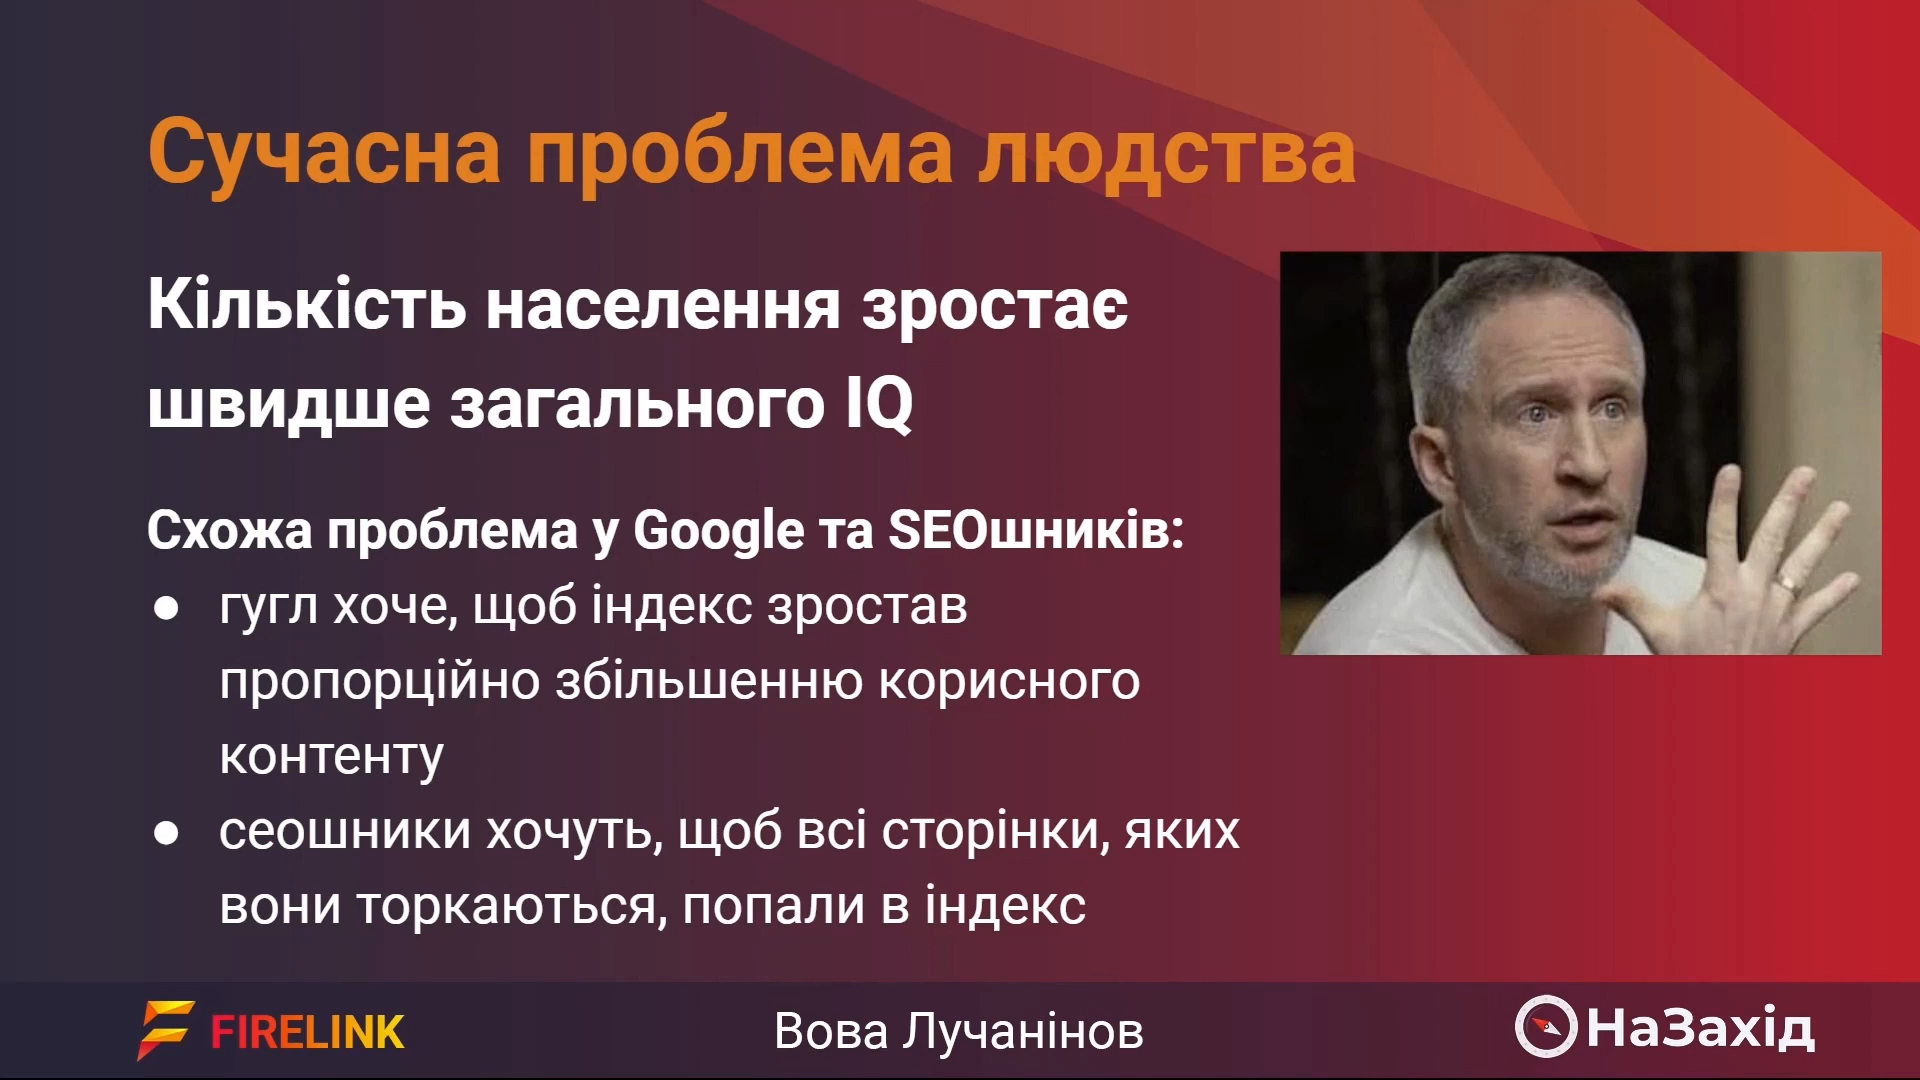 Сучасна проблема людства
Кількість населення зростає
швидше загального IQ
Схожа проблема у Google та SEOшників:
● гугл хоче, щоб індекс зростав
пропорційно збільшенню корисного
контенту
● сеошники хочуть, щоб всі сторінки, яких
вони торкаються, попали в індекс
FIRELINK
Вова Лучанінов
НаЗахід